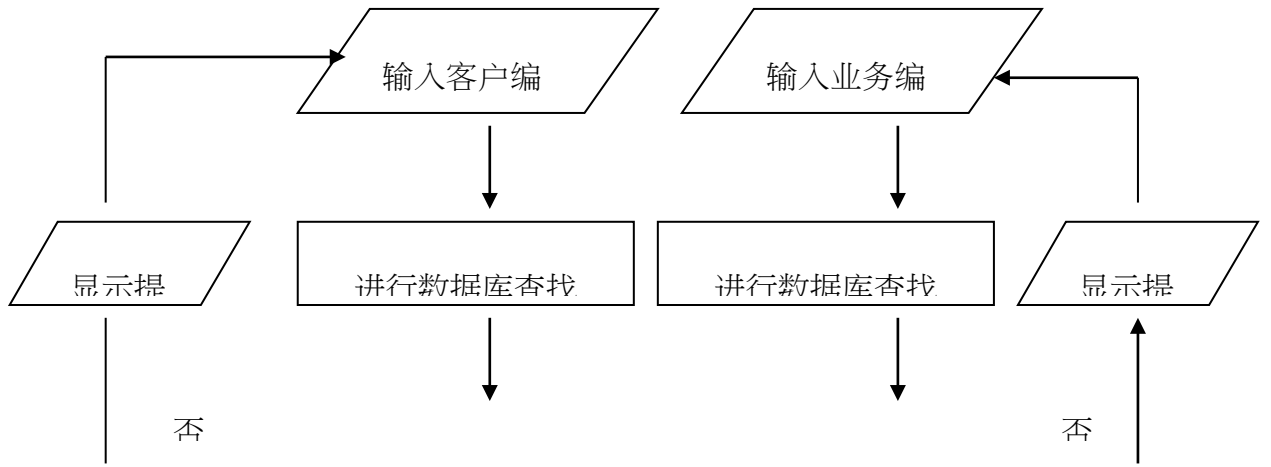 输入客户编
输入业务编
显示提
进行数据库查找
进行数据库查找
显示提
否
否